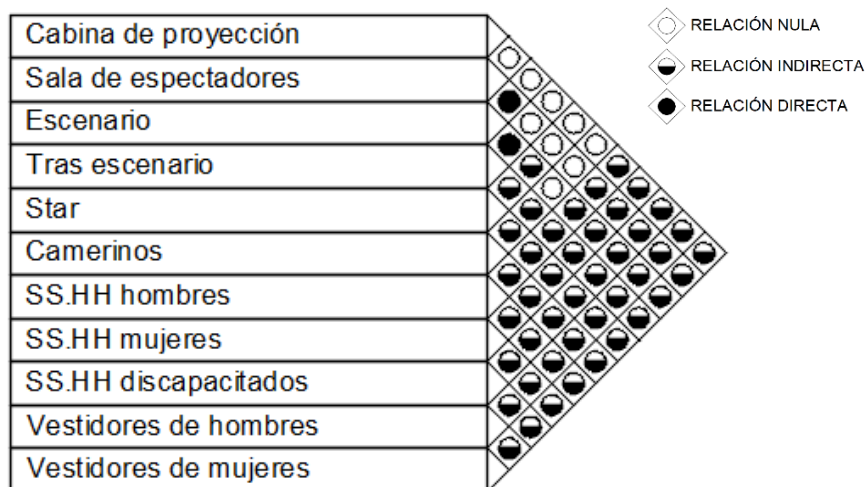 Cabina de proyección
Sala de espectadores
Escenario
Tras escenario
Star
Camerinos
SS.HH hombres
SS.HH mujeres
SS.HH discapacitados
Vestidores de hombres
Vestidores de mujeres
RELACIÓN NULA
RELACIÓN INDIRECTA
RELACIÓN DIRECTA